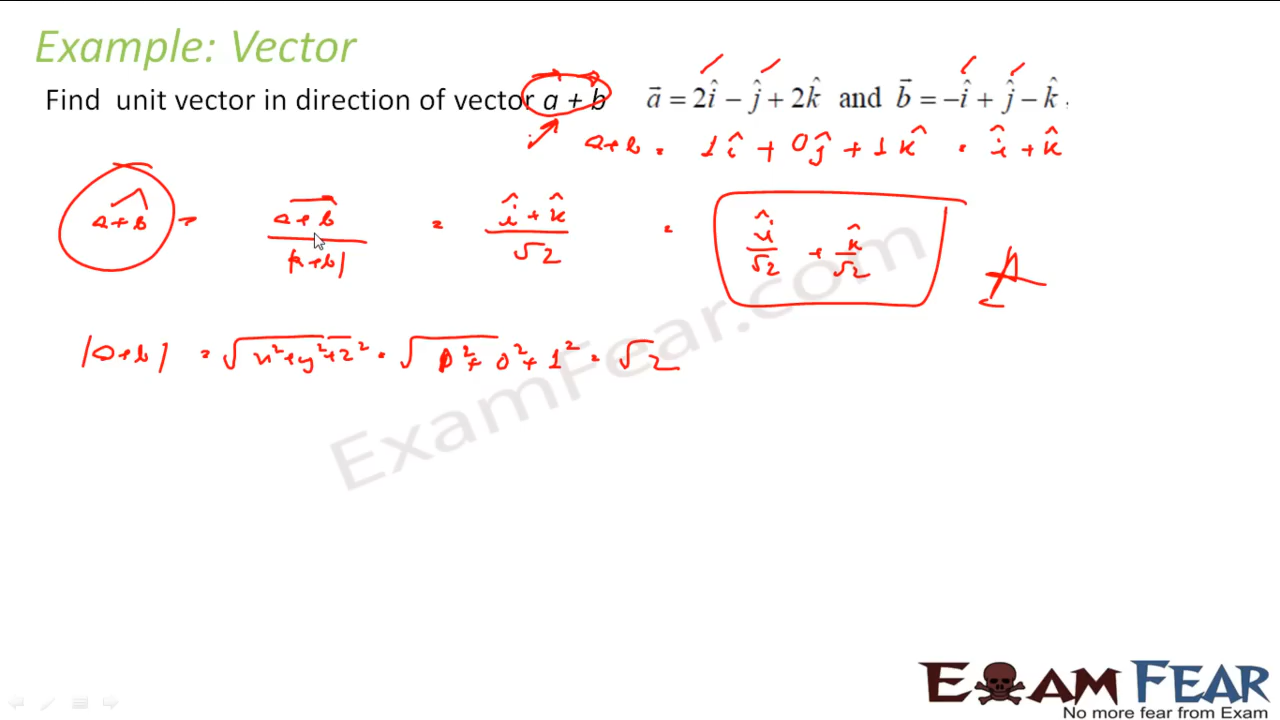 Example: Vector
Find unit vector in direction of vector a + b    a⃗ = 2î − ĵ + 2k̂ and b⃗ = −î + ĵ − k̂ .
a+b = 1î + 0ĵ + 1k̂ = î + k̂
a+b = a+b / |a+b| = î + k̂ / √2 = î/√2 + k̂/√2 A
|a+b| = √x²+y²+z² = √1²+ 0²+ 1² = √2
ExamFear.com
EXAM FEAR
No more fear from Exam